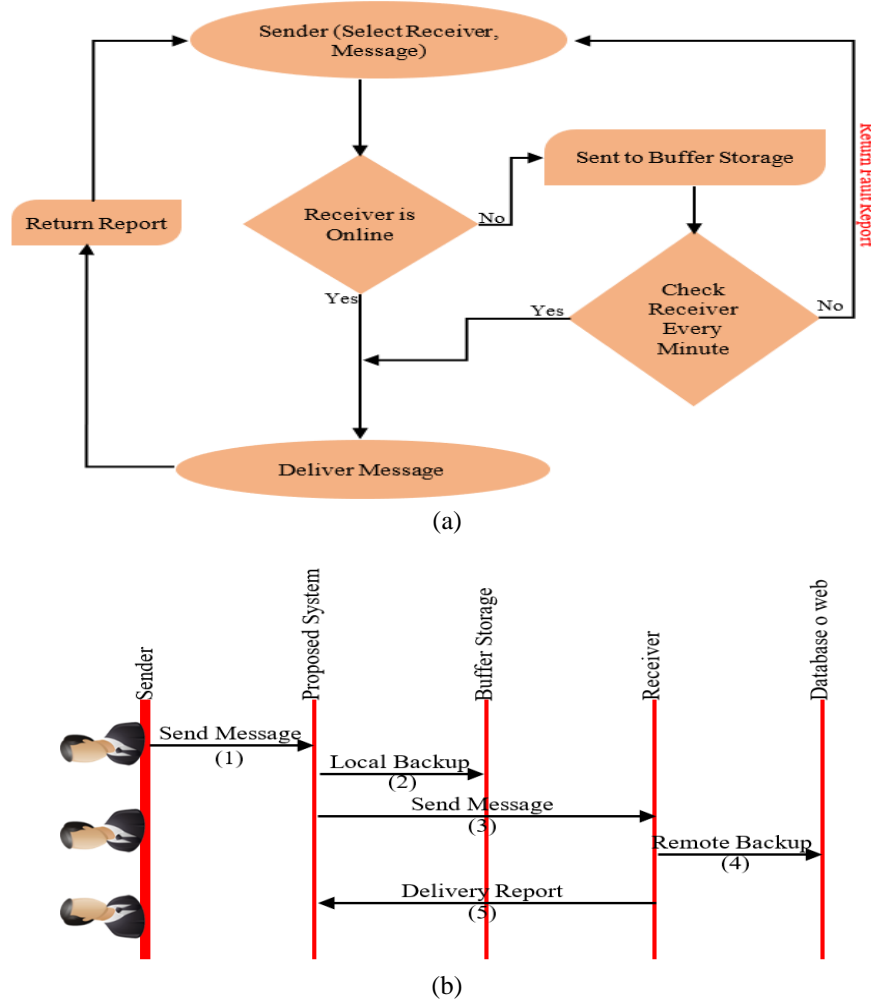 Sender (Select Receiver,
Message)
Sent to Buffer Storage
Return Fault Report
Return Report
Receiver is
Online
No
Check
Receiver
Every
Minute
Yes
Yes
No
Deliver Message
(a)
Sender
Proposed System
Buffer Storage
Receiver
Database o web
Send Message
(1)
Local Backup
(2)
Send Message
(3)
Remote Backup
(4)
Delivery Report
(5)
(b)